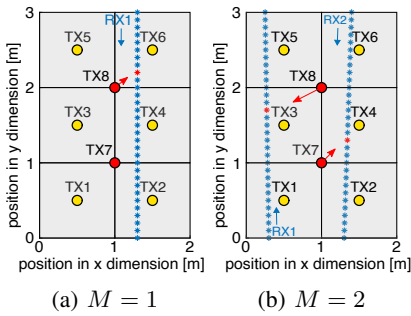 3
RX1
TX5
TX6
TX8
2
TX3
TX4
TX7
1
TX1
TX2
0
0
1
2
position in y dimension [m]
position in x dimension [m]
(a) M = 1
3
RX2
TX5
TX6
TX8
2
TX3
TX4
TX7
1
TX1
TX2
RX1
0
0
1
2
position in y dimension [m]
position in x dimension [m]
(b) M = 2